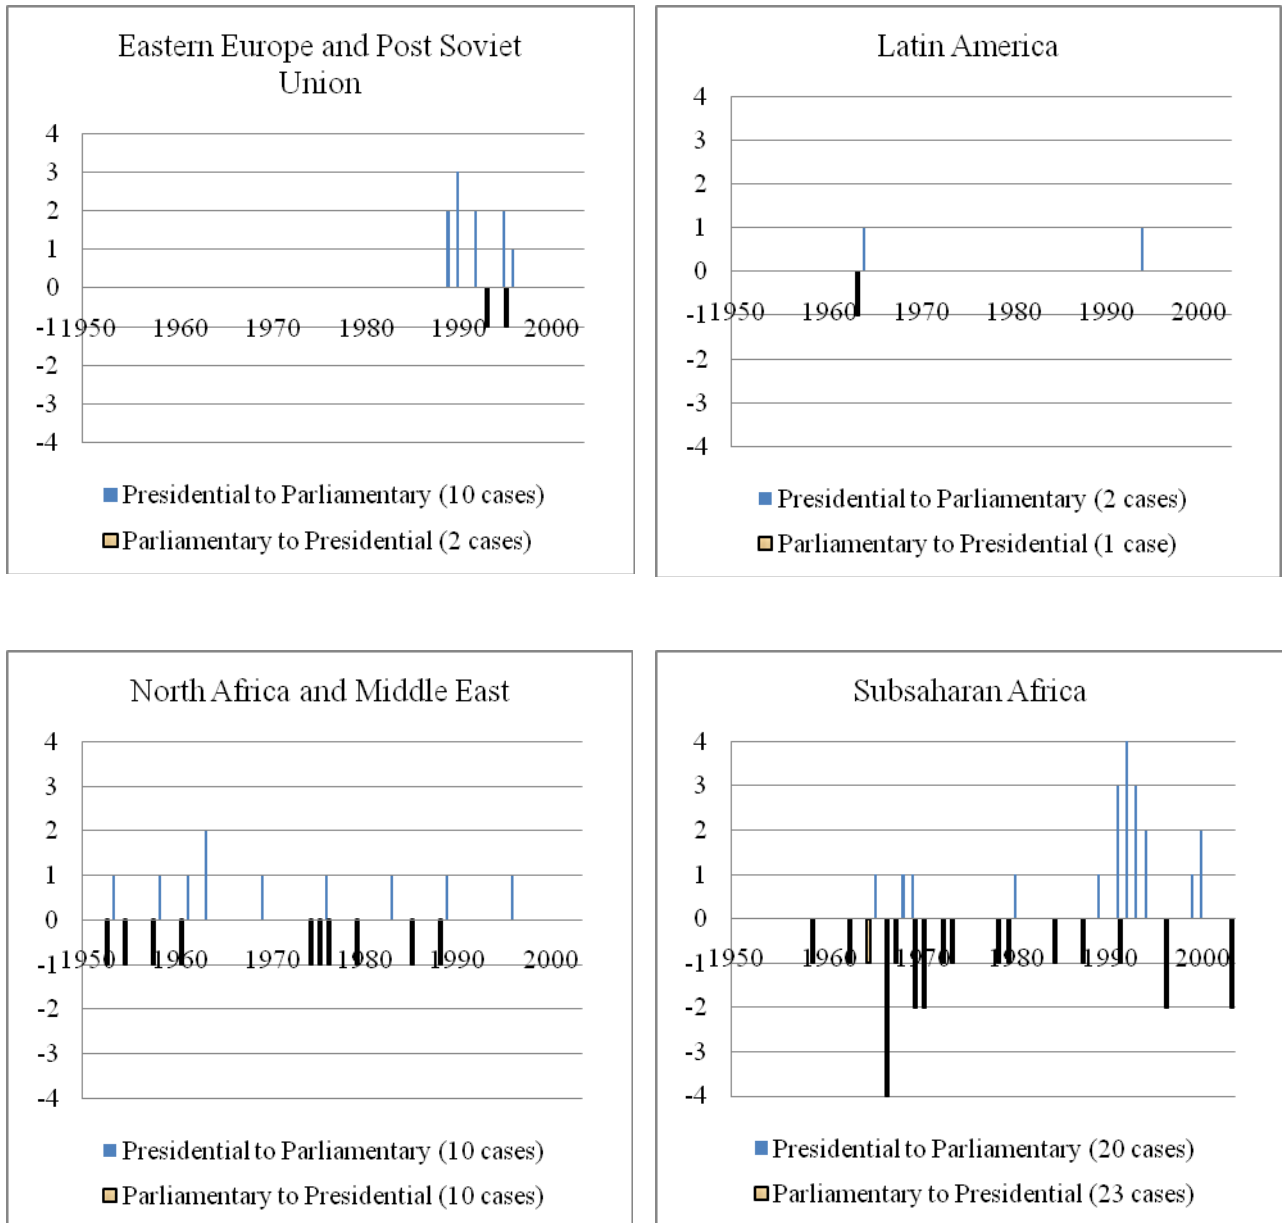 Eastern Europe and Post Soviet
Union
4
3
2
1
0
-1
-2
-3
-4
1950 1960 1970 1980 1990 2000
Presidential to Parliamentary (10 cases)
Parliamentary to Presidential (2 cases)
Latin America
4
3
2
1
0
-1
-2
-3
-4
1950 1960 1970 1980 1990 2000
Presidential to Parliamentary (2 cases)
Parliamentary to Presidential (1 case)
North Africa and Middle East
4
3
2
1
0
-1
-2
-3
-4
1950 1960 1970 1980 1990 2000
Presidential to Parliamentary (10 cases)
Parliamentary to Presidential (10 cases)
Subsaharan Africa
4
3
2
1
0
-1
-2
-3
-4
1950 1960 1970 1980 1990 2000
Presidential to Parliamentary (20 cases)
Parliamentary to Presidential (23 cases)